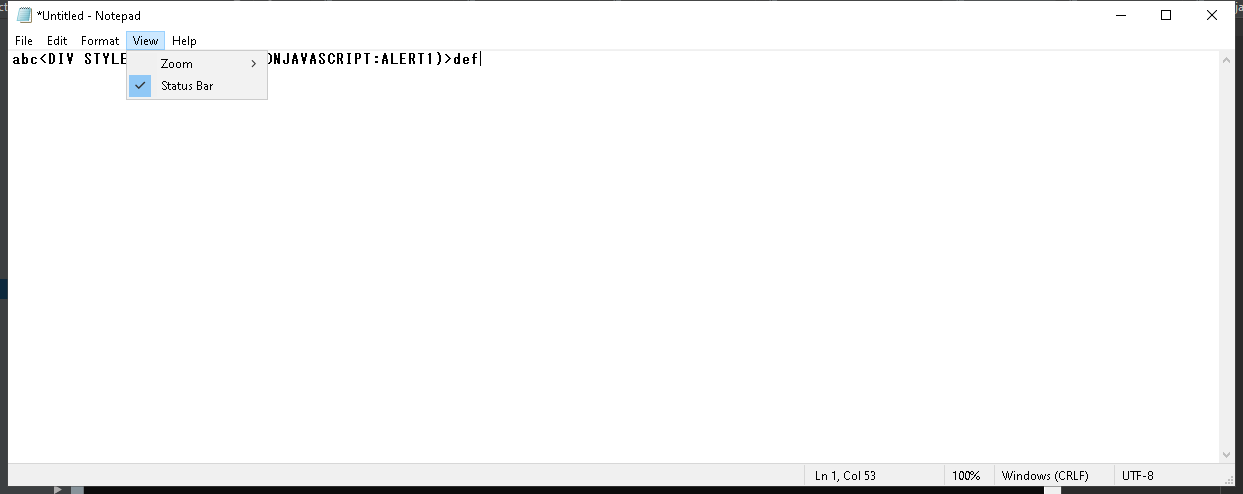 *Untitled - Notepad
File Edit Format View Help
abc<DIV STYLE
ONJAVASCRIPT:ALERT1)>def
Zoom
Status Bar
Ln 1, Col 53
100%
Windows (CRLF)
UTF-8